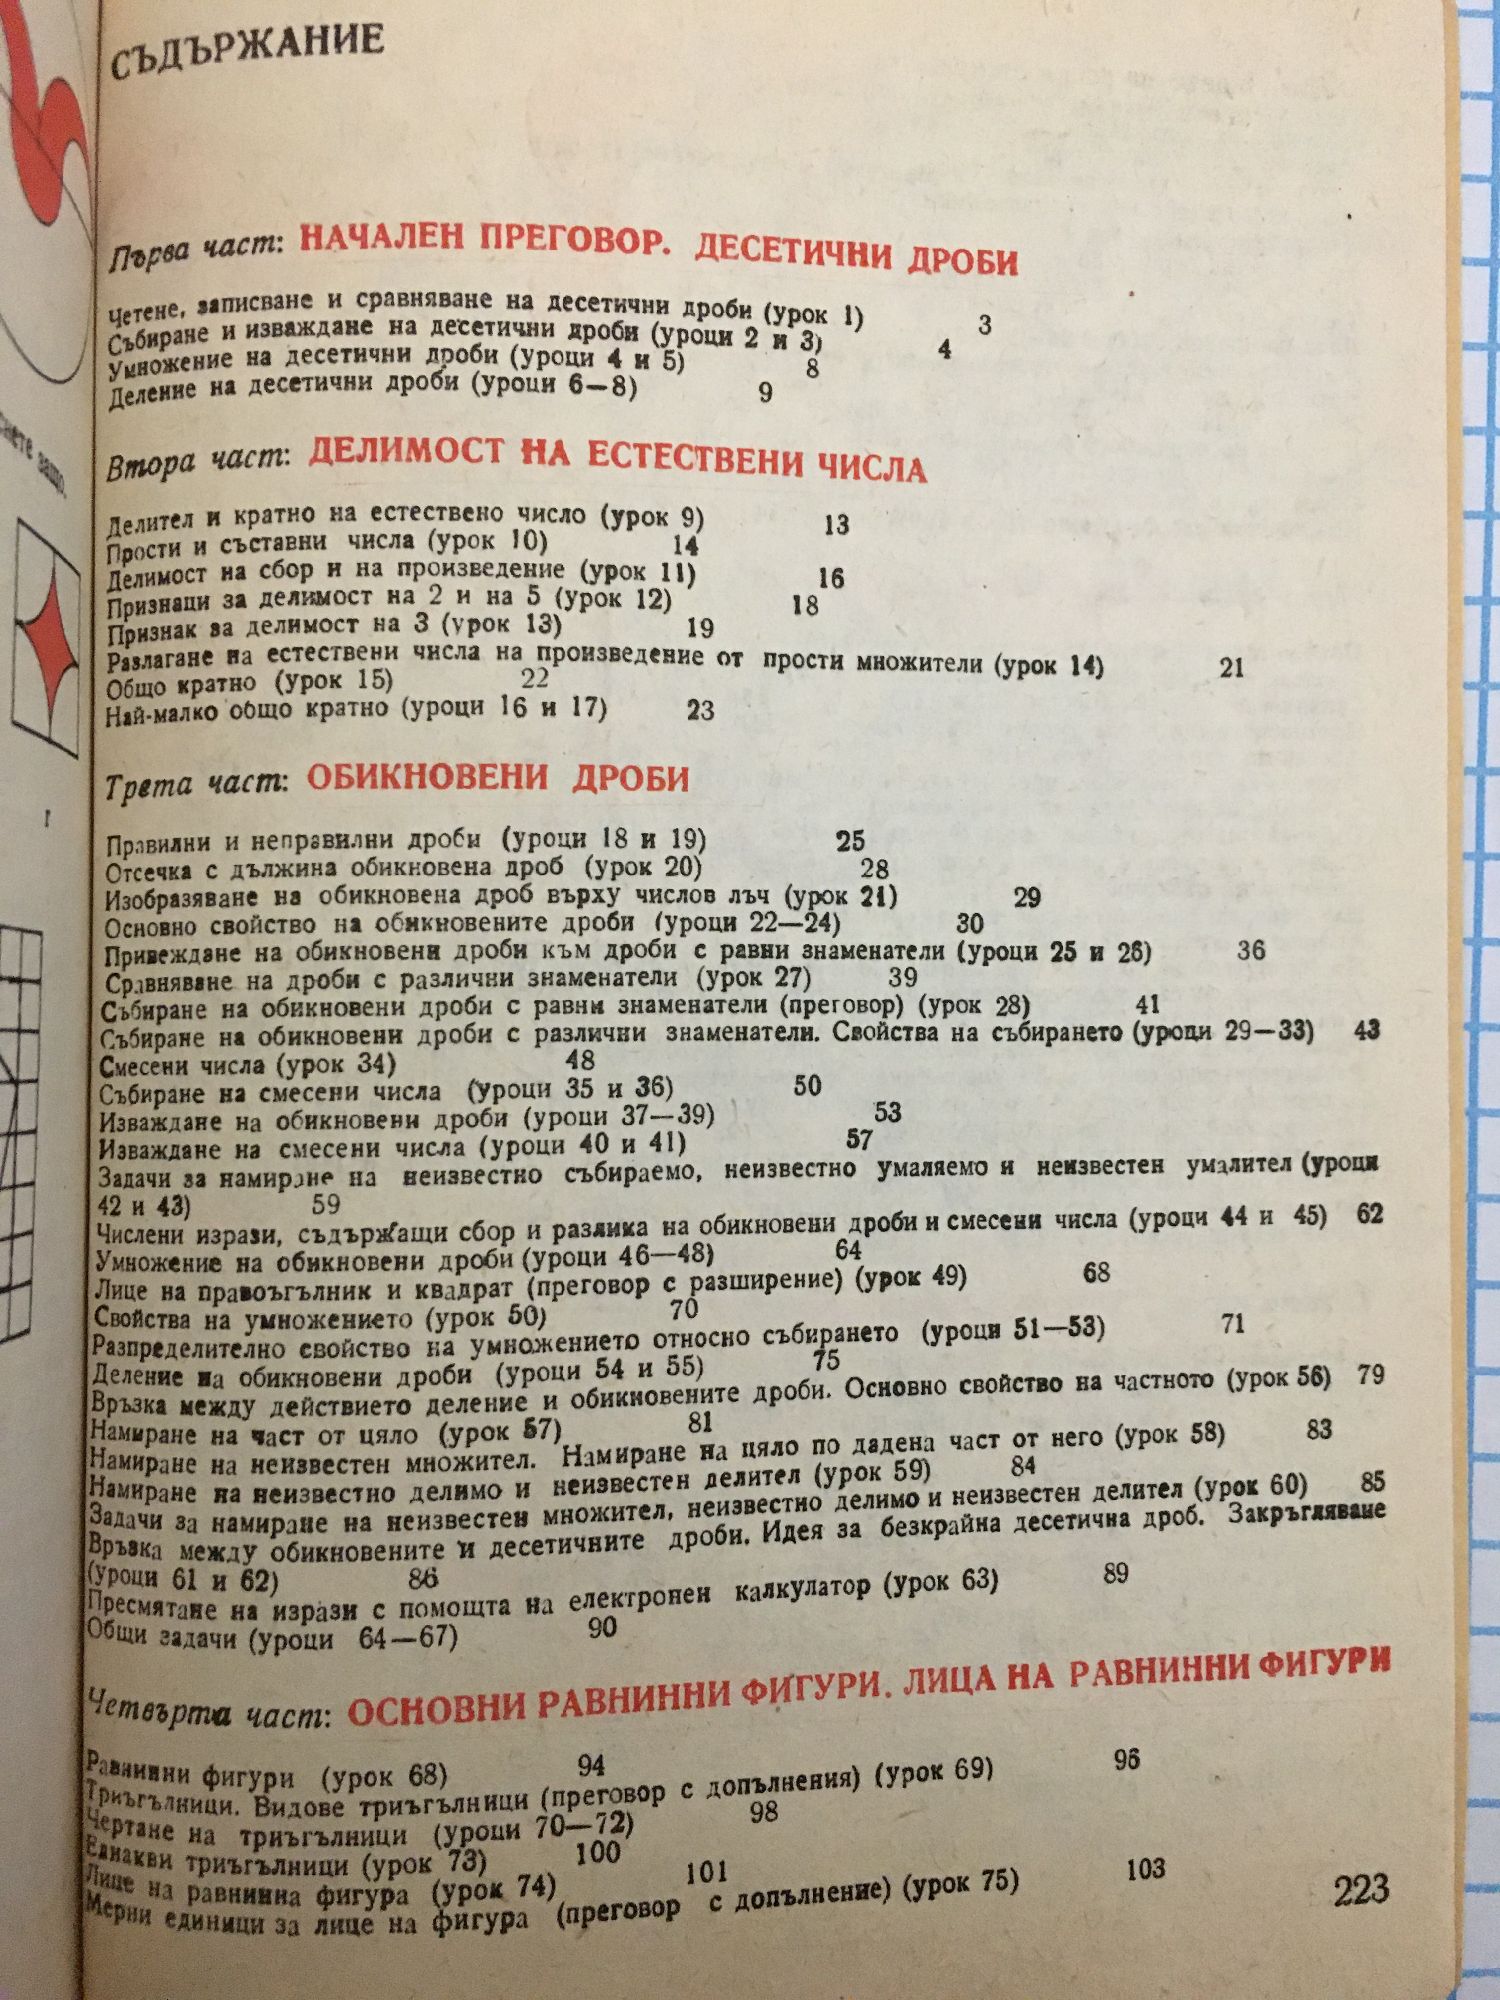 СЪДЪРЖАНИЕ
Първа част: НАЧАЛЕН ПРЕГОВОР. ДЕСЕТИЧНИ ДРОБИ
Четене, записване и сравняване на десетични дроби (урок 1) 3
Събиране и изваждане на десетични дроби (уроци 2 и 3) 4
Умножение на десетични дроби (уроци 4 и 5) 8
Деление на десетични дроби (уроци 6—8) 9
Втора част: ДЕЛИМОСТ НА ЕСТЕСТВЕНИ ЧИСЛА
Делител и кратно на естествено число (урок 9) 13
Прости и съставни числа (урок 10) 14
Делимост на сбор и на произведение (урок 11) 16
Признаци за делимост на 2 и на 5 (урок 12) 18
Признак за делимост на 3 (урок 13) 19
Разлагане на естествени числа на произведение от прости множители (урок 14) 21
Общо кратно (урок 15) 22
Най-малко общо кратно (уроци 16 и 17) 23
Трета част: ОБИКНОВЕНИ ДРОБИ
Правилни и неправилни дроби (уроци 18 и 19) 25
Отсечка с дължина обикновена дроб (урок 20) 28
Изобразяване на обикновена дроб върху числов лъч (урок 21) 29
Основно свойство на обикновените дроби (уроци 22—24) 30
Привеждане на обикновени дроби към дроби с равни знаменатели (уроци 25 и 26) 36
Сравняване на дроби с различни знаменатели (урок 27) 39
Събиране на обикновени дроби с равни знаменатели (преговор) (урок 28) 41
Събиране на обикновени дроби с различни знаменатели. Свойства на събирането (уроци 29—33) 43
Смесени числа (урок 34) 48
Събиране на смесени числа (уроци 35 и 36) 50
Изваждане на обикновени дроби (уроци 37—39) 53
Изваждане на смесени числа (уроци 40 и 41) 57
Задачи за намиране на неизвестно събираемо, неизвестно умаляемо и неизвестен умалител (уроци
42 и 43) 59
Числени изрази, съдържащи сбор и разлика на обикновени дроби и смесени числа (уроци 44 и 45) 62
Умножение на обикновени дроби (уроци 46—48) 64
Лице на правоъгълник и квадрат (преговор с разширение) (урок 49) 68
Свойства на умножението (урок 50) 70
Разпределително свойство на умножението относно събирането (уроци 51—53) 71
Деление на обикновени дроби (уроци 54 и 55) 75
Връзка между действието деление и обикновените дроби. Основно свойство на частното (урок 56) 79
Намиране на част от цяло (урок 57) 81
Намиране на неизвестен множител. Намиране на цяло по дадена част от него (урок 58) 83
Намиране на неизвестно делимо и неизвестен делител (урок 59) 84
Задачи за намиране на неизвестен множител, неизвестно делимо и неизвестен делител (урок 60) 85
Връзка между обикновените и десетичните дроби. Идея за безкрайна десетична дроб. Закръгляване
(уроци 61 и 62) 86
Пресмятане на изрази с помощта на електронен калкулатор (урок 63) 89
Общи задачи (уроци 64—67) 90
Четвърта част: ОСНОВНИ РАВНИННИ ФИГУРИ. ЛИЦА НА РАВНИННИ ФИГУРИ
Равнинни фигури (урок 68) 94
Триъгълници. Видове триъгълници (преговор с допълнения) (урок 69) 96
Чертане на триъгълници (уроци 70—72) 98
Еднакви триъгълници (урок 73) 100
Лице на равнинна фигура (урок 74) 101
Мерни единици за лице на фигура (преговор с допълнение) (урок 75) 103
223